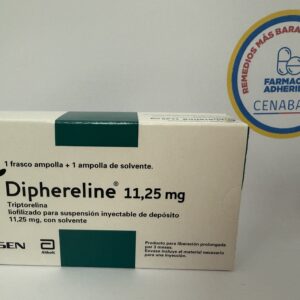 REMEDIOS MÁS BARA
FARMAC
ADHERI
CENABA
1 frasco ampolla + 1 ampolla de solvente.
Diphereline® 11,25 mg
Triptorelina
liofilizado para suspensión inyectable de depósito
11,25 mg, con solvente
SEN
Abbott
Producto para liberación prolongada
por 3 meses.
Envase incluye el material necesario
para una inyección.